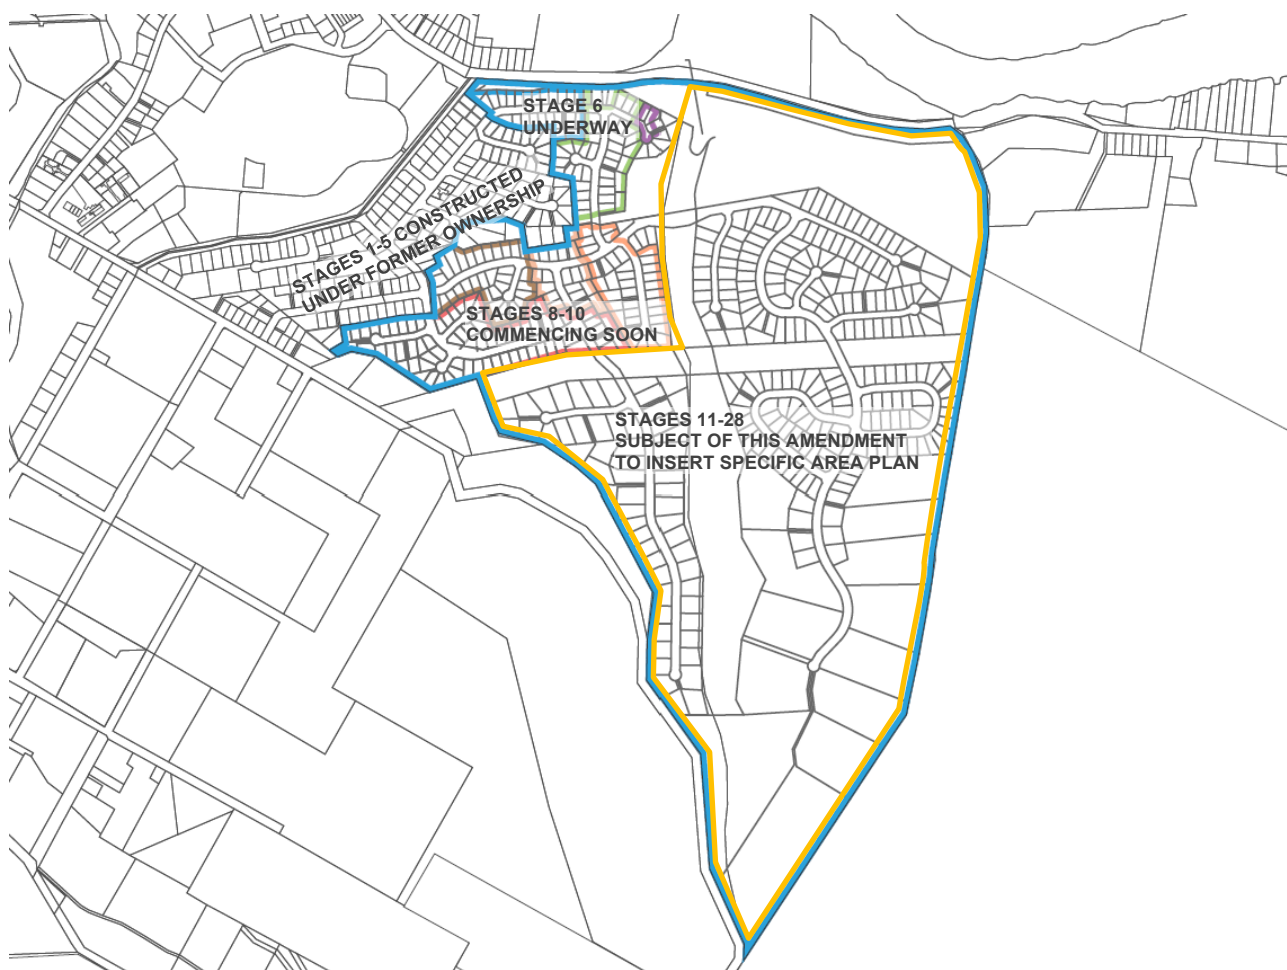 STAGE 6
UNDERWAY
STAGES 1-5 CONSTRUCTED
UNDER FORMER OWNERSHIP
STAGES 8-10
COMMENCING SOON
STAGES 11-28
SUBJECT OF THIS AMENDMENT
TO INSERT SPECIFIC AREA PLAN